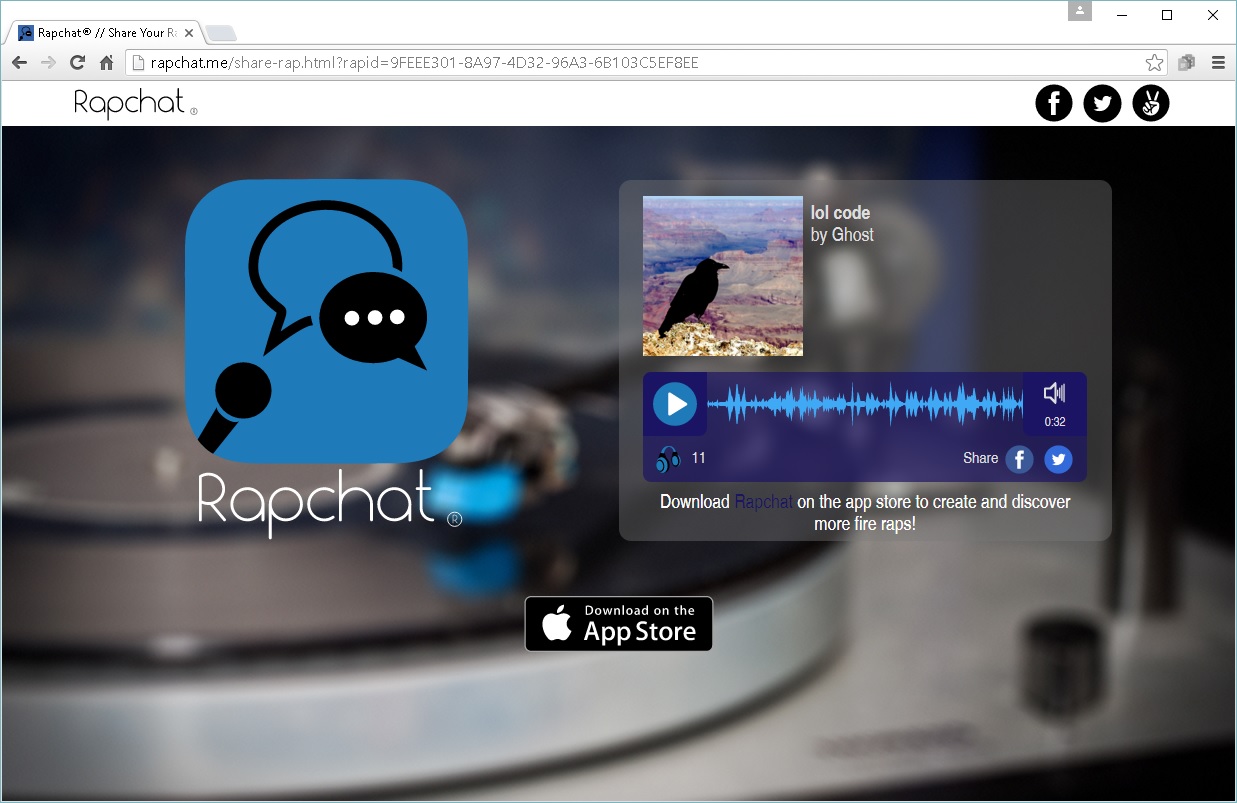 Rapchat® // Share Your Ra
rapchat.me/share-rap.html?rapid=9FEEE301-8A97-4D32-96A3-6B103C5EF8EE
Rapchat ®
lol code
by Ghost
0:32
11
Share
Download Rapchat on the app store to create and discover
more fire raps!
Rapchat ®
Download on the
App Store